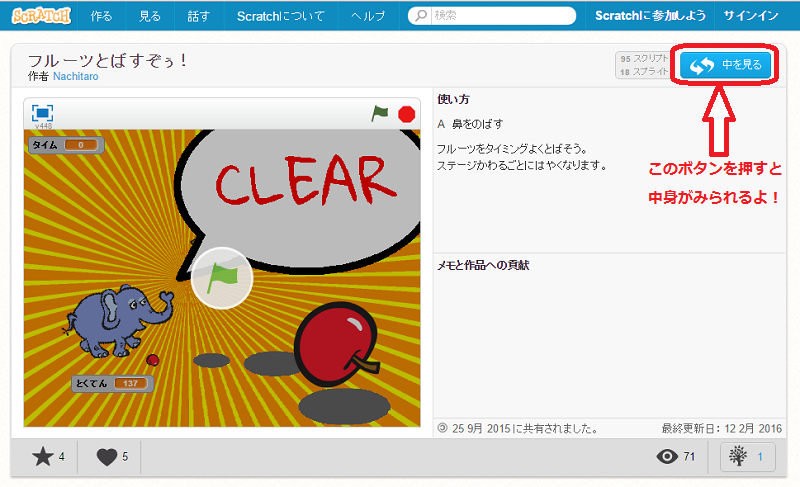 SCRATCH 作る 見る 話す Scratchについて ヘルプ 検索 Scratchに参加しよう サインイン
フルーツとばすぞぅ！
作者 Nachitaro
95 スクリプト
18 スプライト
中を見る
v448
タイム 0
CLEAR
とくてん 137
使い方
A 鼻をのばす
フルーツをタイミングよくとばそう。
ステージかわるごとにはやくなります。
このボタンを押すと
中身がみられるよ！
メモと作品への貢献
25 9月 2015 に共有されました。 最終更新日: 12 2月 2016
4 5 71 1